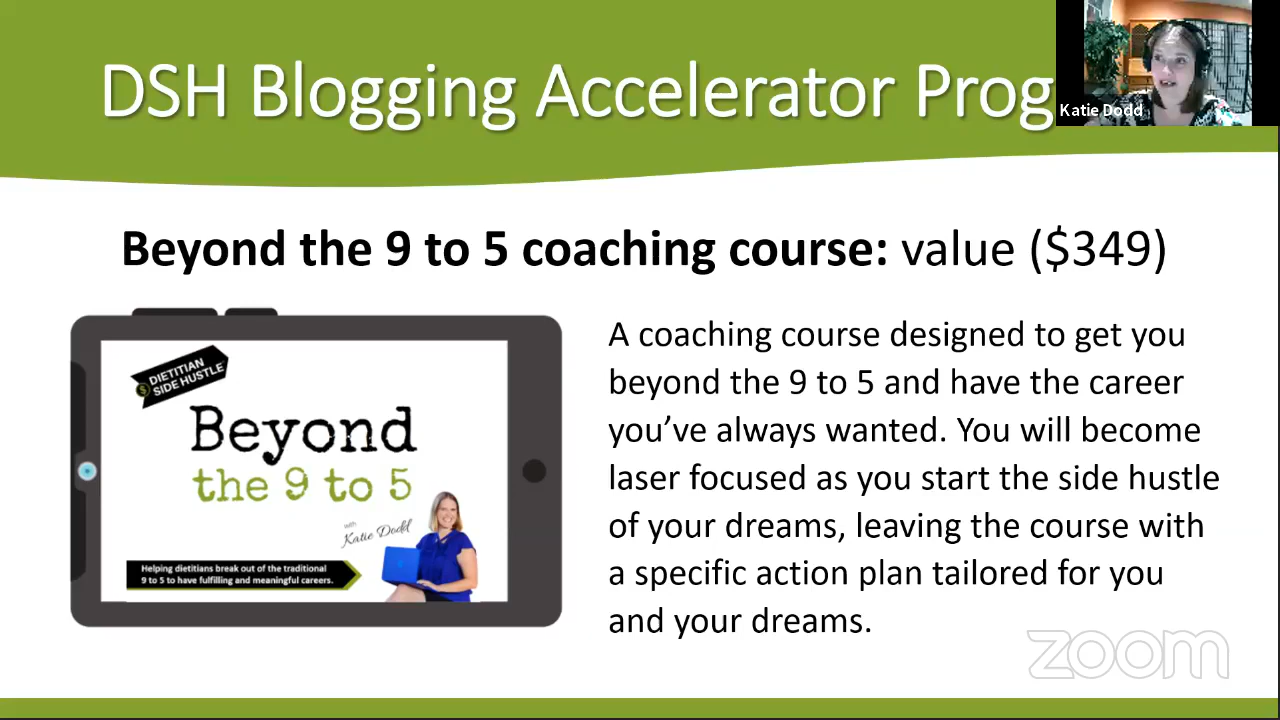 DSH Blogging Accelerator Prog
Katie Dodd
Beyond the 9 to 5 coaching course: value ($349)
$ DIETITIAN
SIDE HUSTLE
Beyond
the 9 to 5
with
Katie Dodd
Helping dietitians break out of the traditional
9 to 5 to have fulfilling and meaningful careers.
A coaching course designed to get you
beyond the 9 to 5 and have the career
you’ve always wanted. You will become
laser focused as you start the side hustle
of your dreams, leaving the course with
a specific action plan tailored for you
and your dreams.
zoom